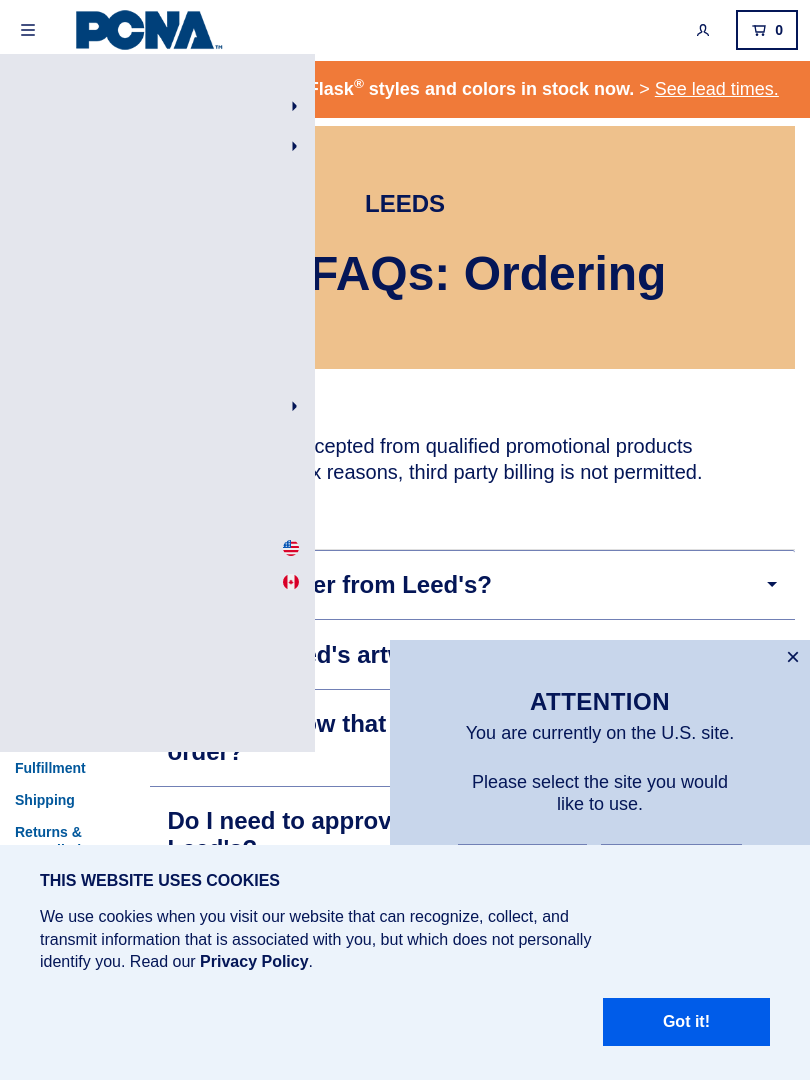 PCNA™
0
Flask® styles and colors in stock now. > See lead times.
LEEDS
FAQs: Ordering
cepted from qualified promotional products
x reasons, third party billing is not permitted.
er from Leed's?
ed's artw
ow that
order?
Fulfillment
Shipping
Do I need to approv
Returns &
×
ATTENTION
You are currently on the U.S. site.
Please select the site you would
like to use.
THIS WEBSITE USES COOKIES
We use cookies when you visit our website that can recognize, collect, and
transmit information that is associated with you, but which does not personally
identify you. Read our Privacy Policy.
Got it!